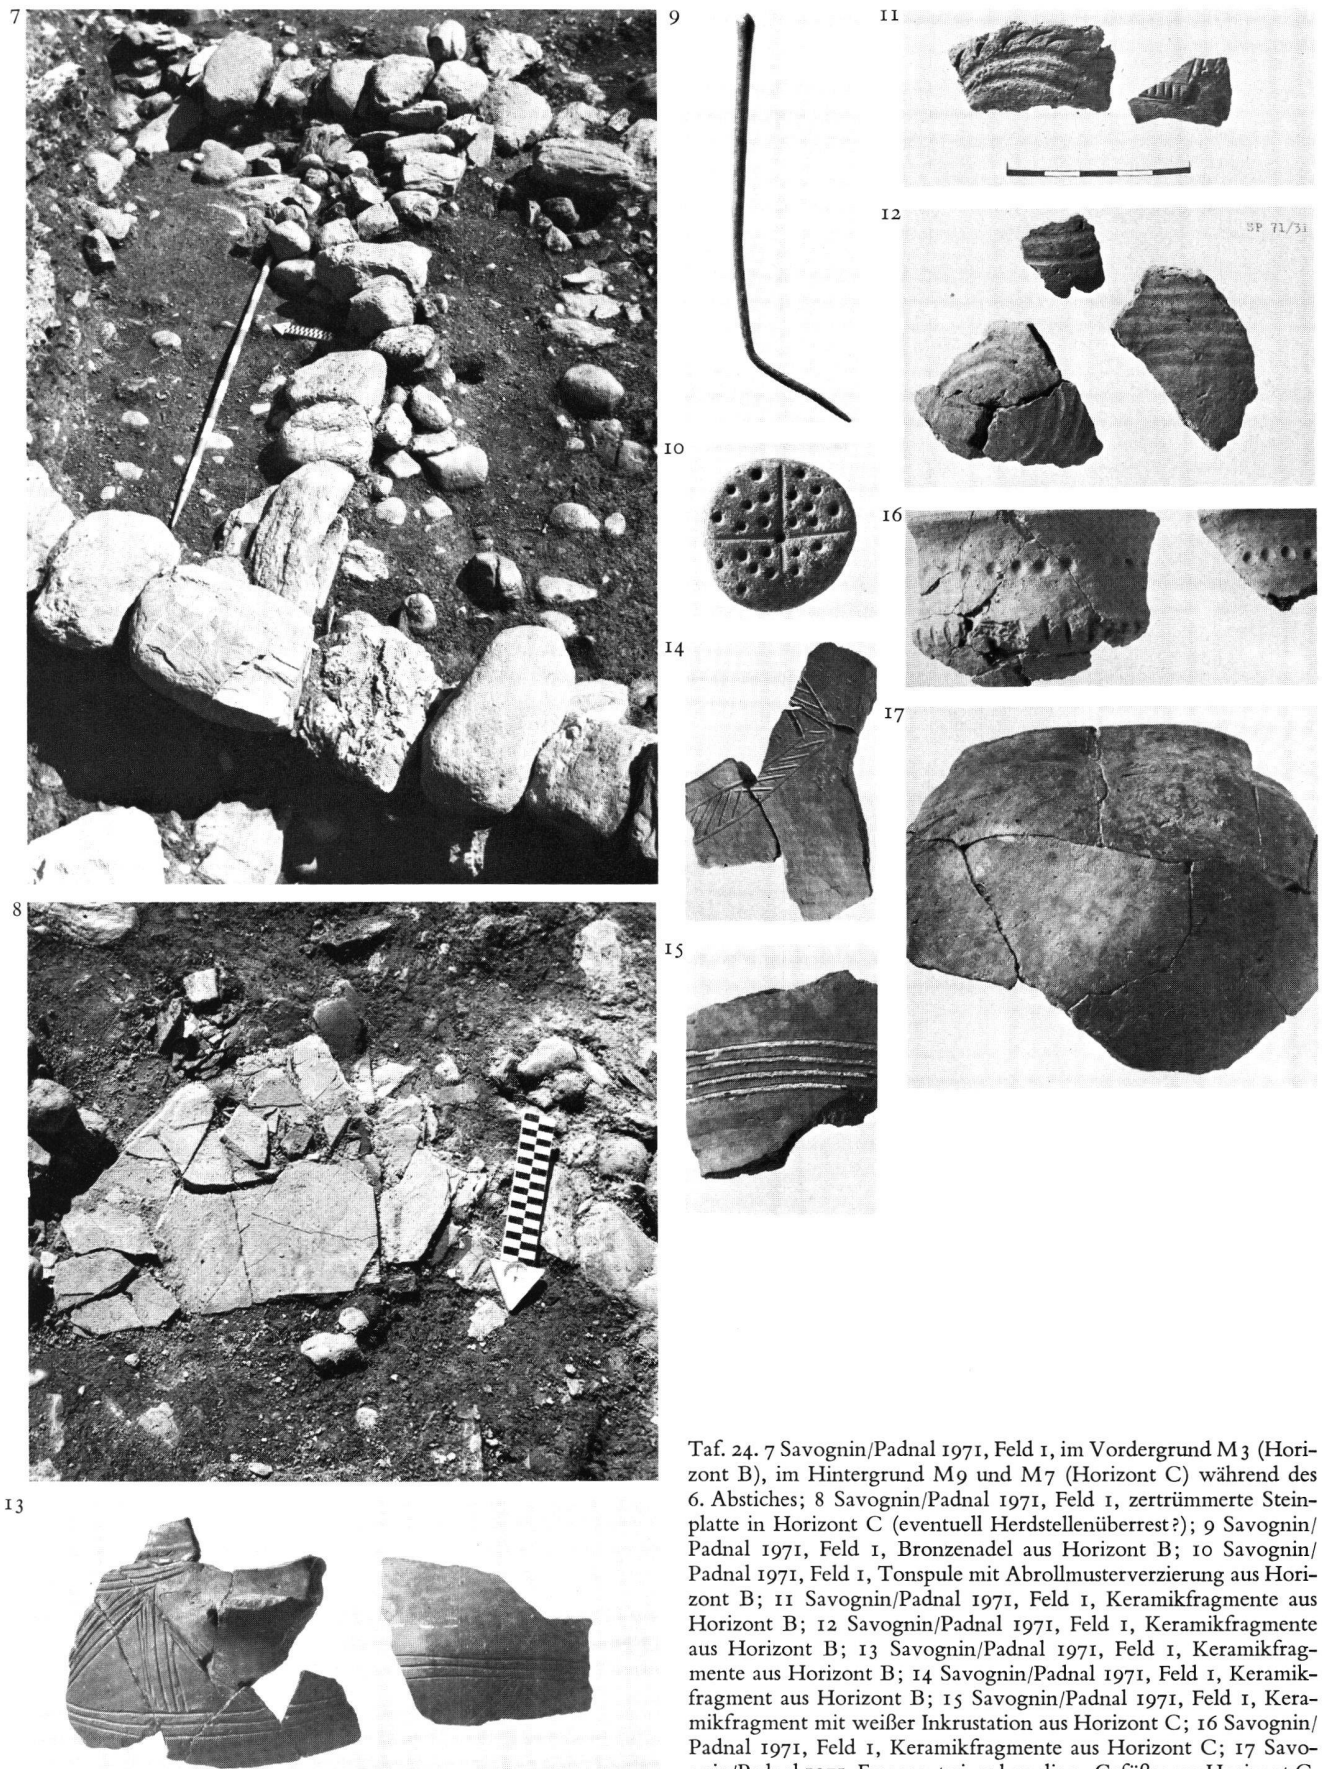 7
9
11
12
SP 71/31
10
16
14
17
8
15
13
Taf. 24. 7 Savognin/Padnal 1971, Feld 1, im Vordergrund M3 (Hori-
zont B), im Hintergrund M9 und M7 (Horizont C) während des
6. Abstiches; 8 Savognin/Padnal 1971, Feld 1, zertrümmerte Stein-
platte in Horizont C (eventuell Herdstellenüberrest?); 9 Savognin/
Padnal 1971, Feld 1, Bronzenadel aus Horizont B; 10 Savognin/
Padnal 1971, Feld 1, Tonspule mit Abrollmusterverzierung aus Hori-
zont B; 11 Savognin/Padnal 1971, Feld 1, Keramikfragmente aus
Horizont B; 12 Savognin/Padnal 1971, Feld 1, Keramikfragmente
aus Horizont B; 13 Savognin/Padnal 1971, Feld 1, Keramikfrag-
mente aus Horizont B; 14 Savognin/Padnal 1971, Feld 1, Keramik-
fragment aus Horizont B; 15 Savognin/Padnal 1971, Feld 1, Kera-
mikfragment mit weißer Inkrustation aus Horizont C; 16 Savognin/
Padnal 1971, Feld 1, Keramikfragmente aus Horizont C; 17 Savo-